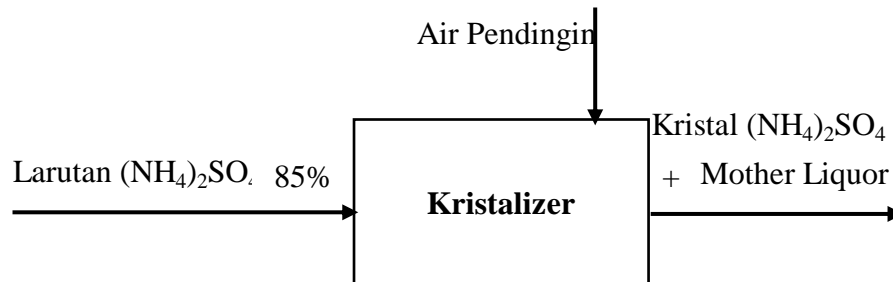 Air Pendingin
Larutan (NH₄)₂SO₄ 85%
Kristalizer
Kristal (NH₄)₂SO₄
+ Mother Liquor